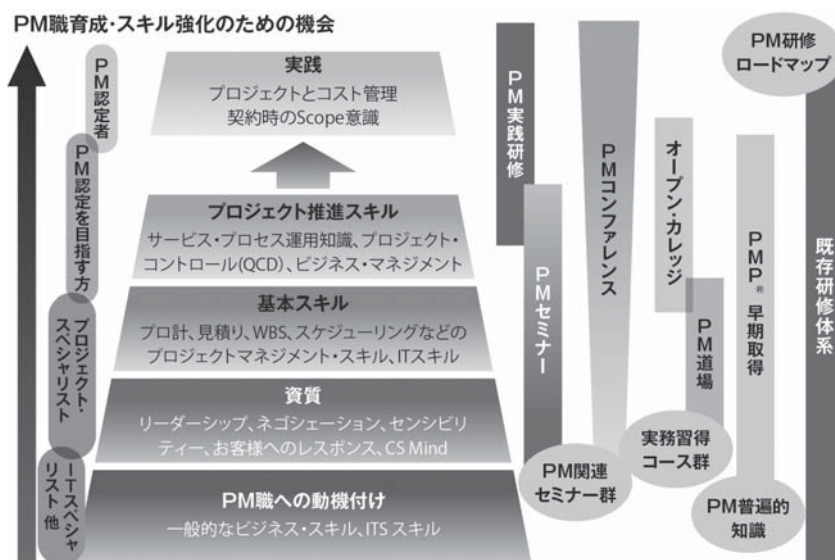 PM職育成・スキル強化のための機会
PM認定者
PM認定を目指す方
プロジェクト・
スペシャリスト
ITスペシャ
リスト 他
実践
プロジェクトとコスト管理
契約時のScope意識
プロジェクト推進スキル
サービス・プロセス運用知識、プロジェクト・
コントロール(QCD)、ビジネス・マネジメント
基本スキル
プロ計、見積り、WBS、スケジューリングなどの
プロジェクトマネジメント・スキル、ITスキル
資質
リーダーシップ、ネゴシェーション、センシビリ
ティー、お客様へのレスポンス、CS Mind
PM職への動機付け
一般的なビジネス・スキル、ITSスキル
PM実践研修
PMセミナー
PMコンファレンス
オープン・カレッジ
PM道場
PMP® 早期取得
既存研修体系
PM研修
ロードマップ
PM関連
セミナー群
実務習得
コース群
PM普遍的
知識